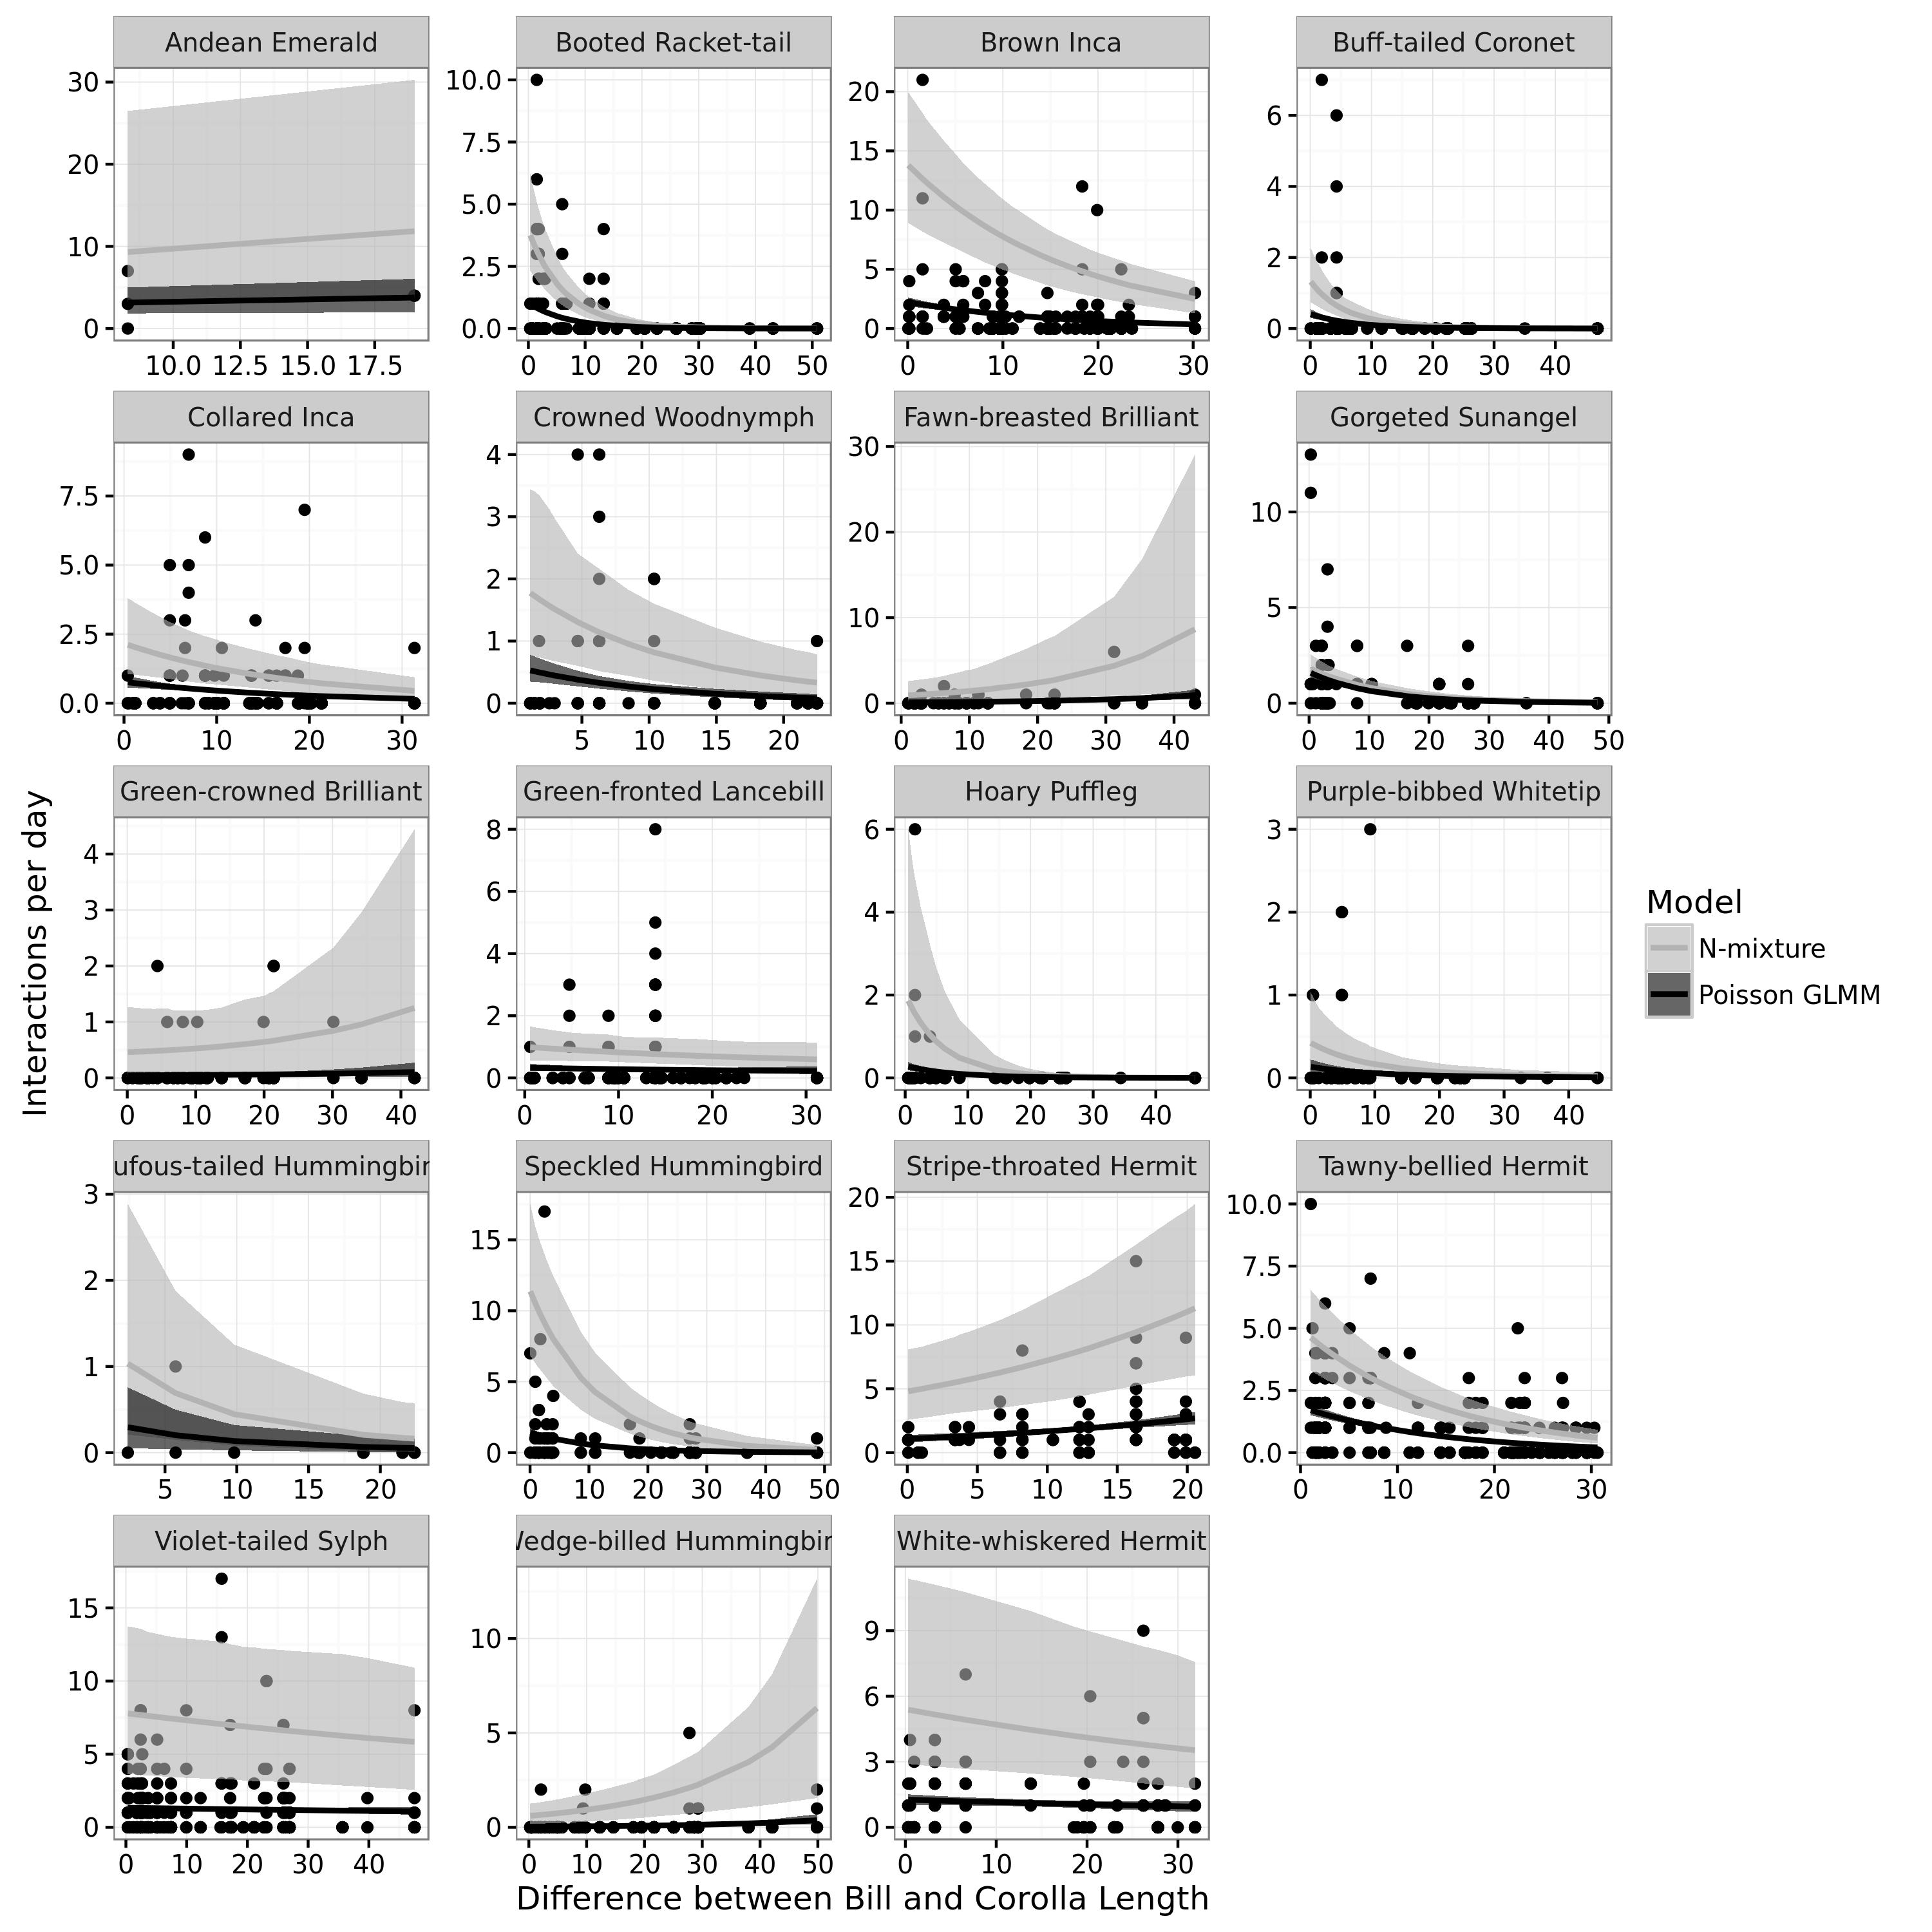 Andean Emerald
Booted Racket-tail
Brown Inca
Buff-tailed Coronet
30
20
10
0
10.0 12.5 15.0 17.5
10.0
7.5
5.0
2.5
0.0
0 10 20 30 40 50
20
15
10
5
0
0 10 20 30
6
4
2
0
0 10 20 30 40
Collared Inca
Crowned Woodnymph
Fawn-breasted Brilliant
Gorgeted Sunangel
7.5
5.0
2.5
0.0
0 10 20 30
4
3
2
1
0
5 10 15 20
30
20
10
0
0 10 20 30 40
10
5
0
0 10 20 30 40 50
Green-crowned Brilliant
Green-fronted Lancebill
Hoary Puffleg
Purple-bibbed Whitetip
4
3
2
1
0
0 10 20 30 40
8
6
4
2
0
0 10 20 30
6
4
2
0
0 10 20 30 40
3
2
1
0
0 10 20 30 40
ufous-tailed Hummingbir
Speckled Hummingbird
Stripe-throated Hermit
Tawny-bellied Hermit
3
2
1
0
5 10 15 20
15
10
5
0
0 10 20 30 40 50
20
15
10
5
0
0 5 10 15 20
10.0
7.5
5.0
2.5
0.0
0 10 20 30
Violet-tailed Sylph
Vedge-billed Hummingbir
White-whiskered Hermit
15
10
5
0
0 10 20 30 40
10
5
0
0 10 20 30 40 50
9
6
3
0
0 10 20 30
Interactions per day
Difference between Bill and Corolla Length
Model
N-mixture
Poisson GLMM